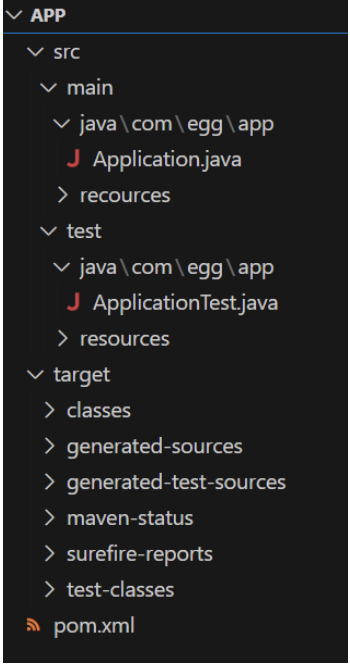 APP
src
main
java\com\egg\app
J Application.java
recources
test
java\com\egg\app
J ApplicationTest.java
resources
target
classes
generated-sources
generated-test-sources
maven-status
surefire-reports
test-classes
pom.xml